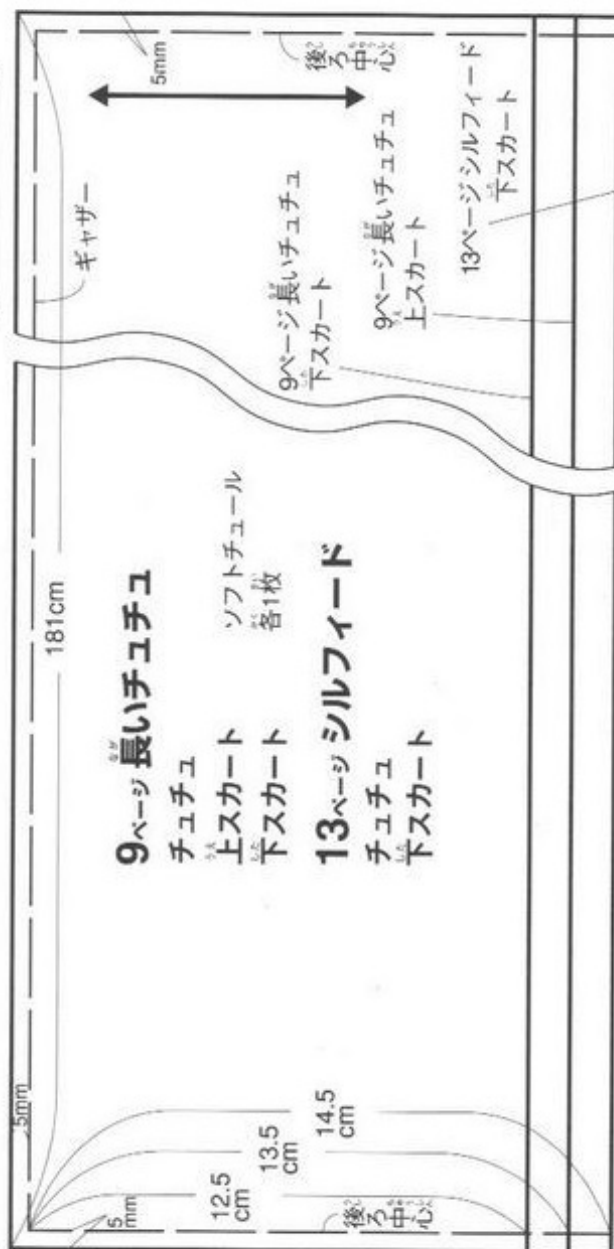 5mm
181cm
ギャザー
5mm
後ろ中心
5mm
12.5
cm
13.5
cm
14.5
cm
後ろ中心
9ページ 長いチュチュ
チュチュ
上スカート
下スカート
ソフトチュール
各1枚
13ページ シルフィード
チュチュ
下スカート
9ページ長いチュチュ
下スカート
9ページ長いチュチュ
上スカート
13ページシルフィード
下スカート